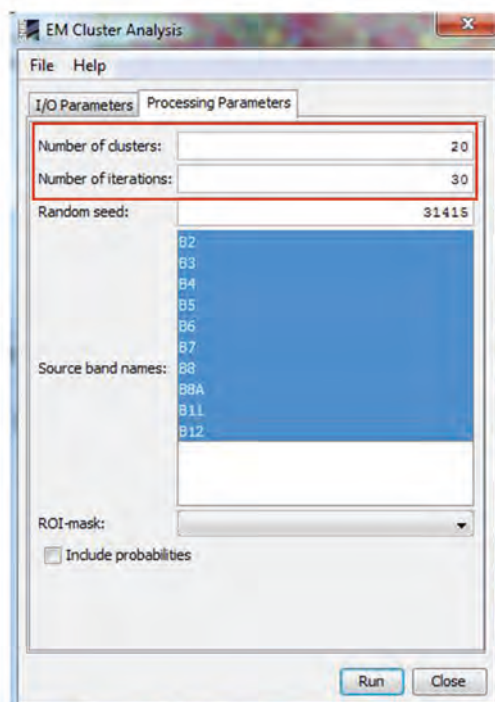 EM Cluster Analysis
File Help
I/O Parameters Processing Parameters
Number of clusters: 20
Number of iterations: 30
Random seed: 31415
B2
B3
B4
B5
B6
B7
Source band names: B8
B8A
B11
B12
ROI-mask:
Include probabilities
Run Close